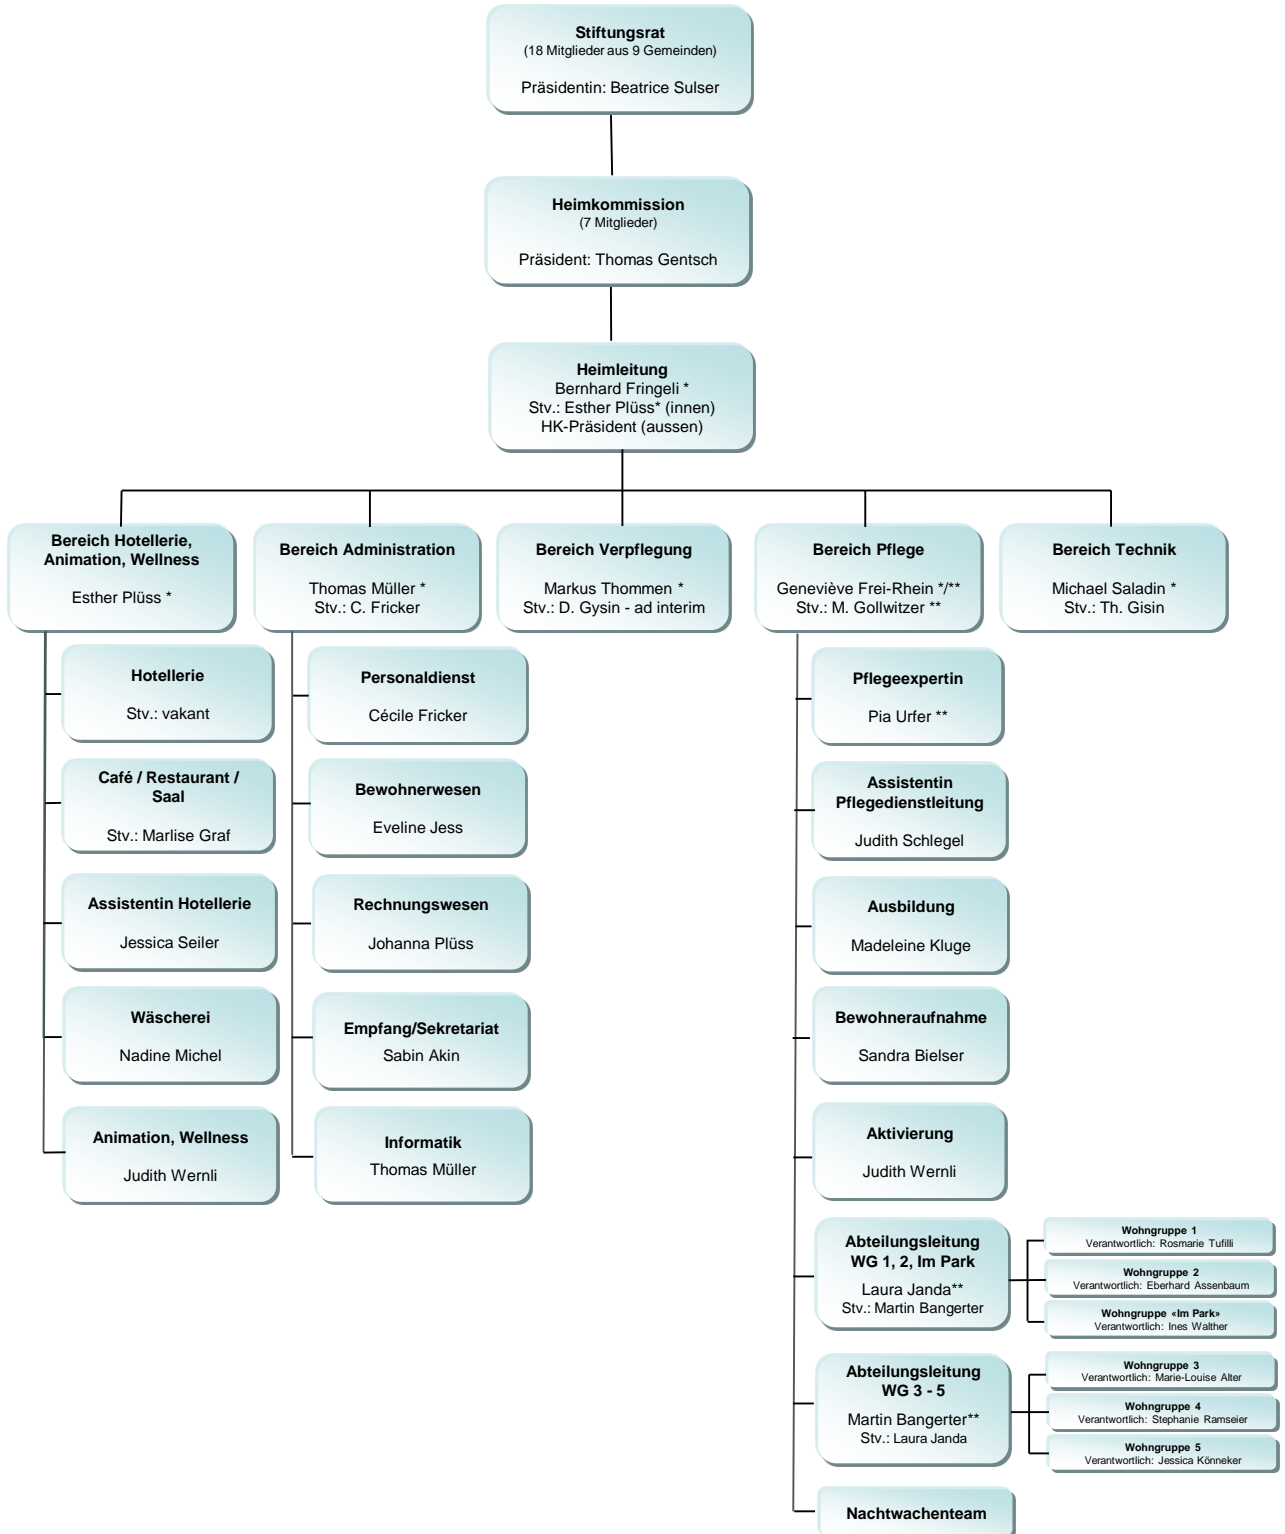 Stiftungsrat
(18 Mitglieder aus 9 Gemeinden)
Präsidentin: Beatrice Sulser
Heimkommission
(7 Mitglieder)
Präsident: Thomas Gentsch
Heimleitung
Bernhard Fringeli *
Stv.: Esther Plüss* (innen)
HK-Präsident (aussen)
Bereich Hotellerie,
Animation, Wellness
Esther Plüss *
Bereich Administration
Thomas Müller *
Stv.: C. Fricker
Bereich Verpflegung
Markus Thommen *
Stv.: D. Gysin - ad interim
Bereich Pflege
Geneviève Frei-Rhein */**
Stv.: M. Gollwitzer **
Bereich Technik
Michael Saladin *
Stv.: Th. Gisin
Hotellerie
Stv.: vakant
Café / Restaurant /
Saal
Stv.: Marlise Graf
Assistentin Hotellerie
Jessica Seiler
Wäscherei
Nadine Michel
Animation, Wellness
Judith Wernli
Personaldienst
Cécile Fricker
Bewohnerwesen
Eveline Jess
Rechnungswesen
Johanna Plüss
Empfang/Sekretariat
Sabin Akin
Informatik
Thomas Müller
Pflegeexpertin
Pia Urfer **
Assistentin
Pflegedienstleitung
Judith Schlegel
Ausbildung
Madeleine Kluge
Bewohneraufnahme
Sandra Bielser
Aktivierung
Judith Wernli
Abteilungsleitung
WG 1, 2, Im Park
Laura Janda**
Stv.: Martin Bangerter
Wohngruppe 1
Verantwortlich: Rosmarie Tufilli
Wohngruppe 2
Verantwortlich: Eberhard Assenbaum
Wohngruppe «Im Park»
Verantwortlich: Ines Walther
Abteilungsleitung
WG 3 - 5
Martin Bangerter**
Stv.: Laura Janda
Wohngruppe 3
Verantwortlich: Marie-Louise Alter
Wohngruppe 4
Verantwortlich: Stephanie Ramseier
Wohngruppe 5
Verantwortlich: Jessica Könneker
Nachtwachenteam